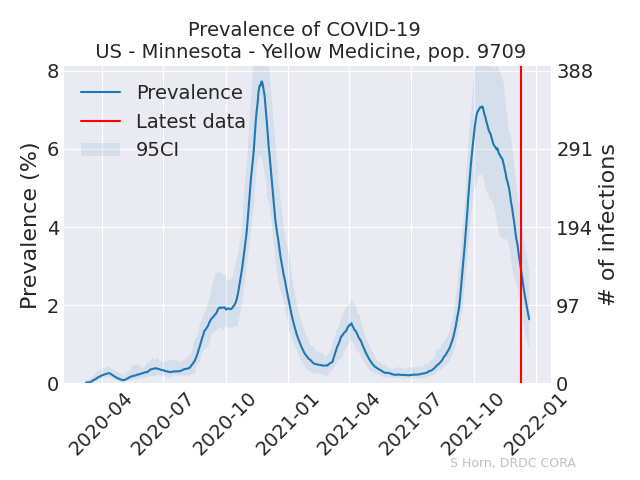 Prevalence of COVID-19
US - Minnesota - Yellow Medicine, pop. 9709
Prevalence
Latest data
95CI
Prevalence (%)
8
6
4
2
0
388
291
194
97
0
# of infections
2020-04
2020-07
2020-10
2021-01
2021-04
2021-07
2021-10
2022-01
S Horn, DRDC CORA